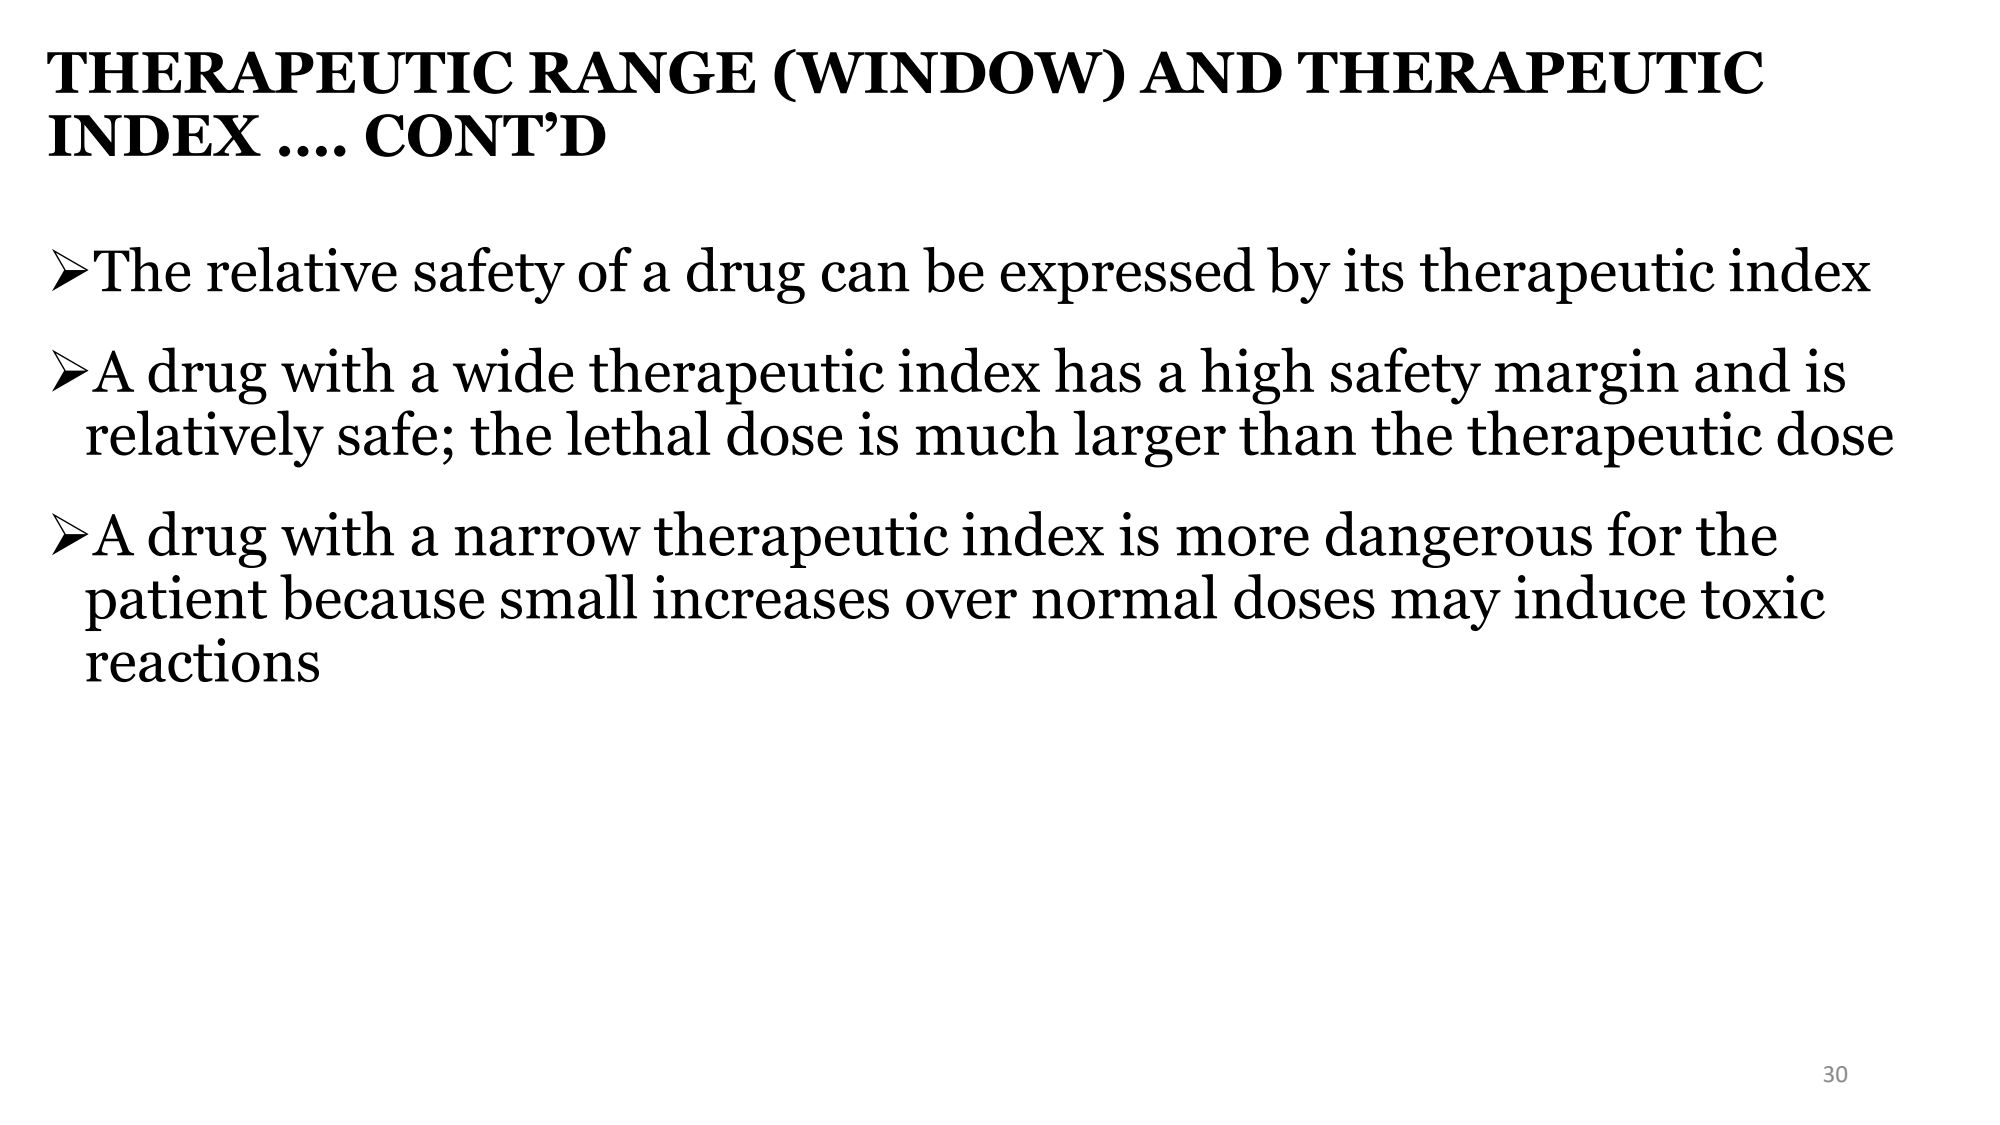 THERAPEUTIC RANGE (WINDOW) AND THERAPEUTIC
INDEX .... CONT’D
➢The relative safety of a drug can be expressed by its therapeutic index
➢A drug with a wide therapeutic index has a high safety margin and is
relatively safe; the lethal dose is much larger than the therapeutic dose
➢A drug with a narrow therapeutic index is more dangerous for the
patient because small increases over normal doses may induce toxic
reactions
30